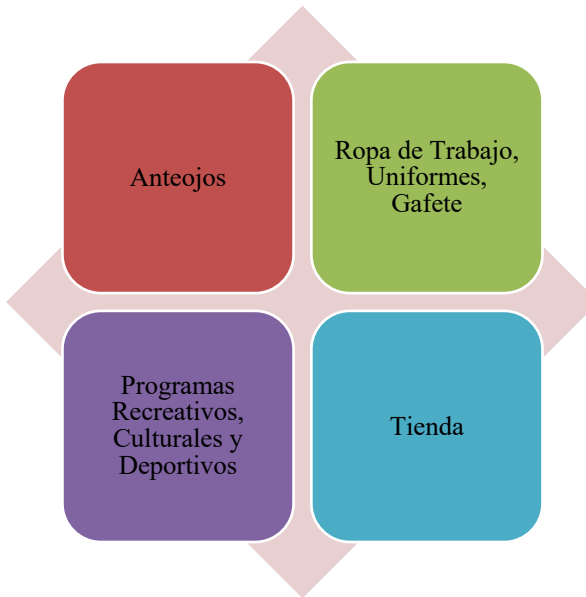 Anteojos
Ropa de Trabajo,
Uniformes,
Gafete
Programas
Recreativos,
Culturales y
Deportivos
Tienda